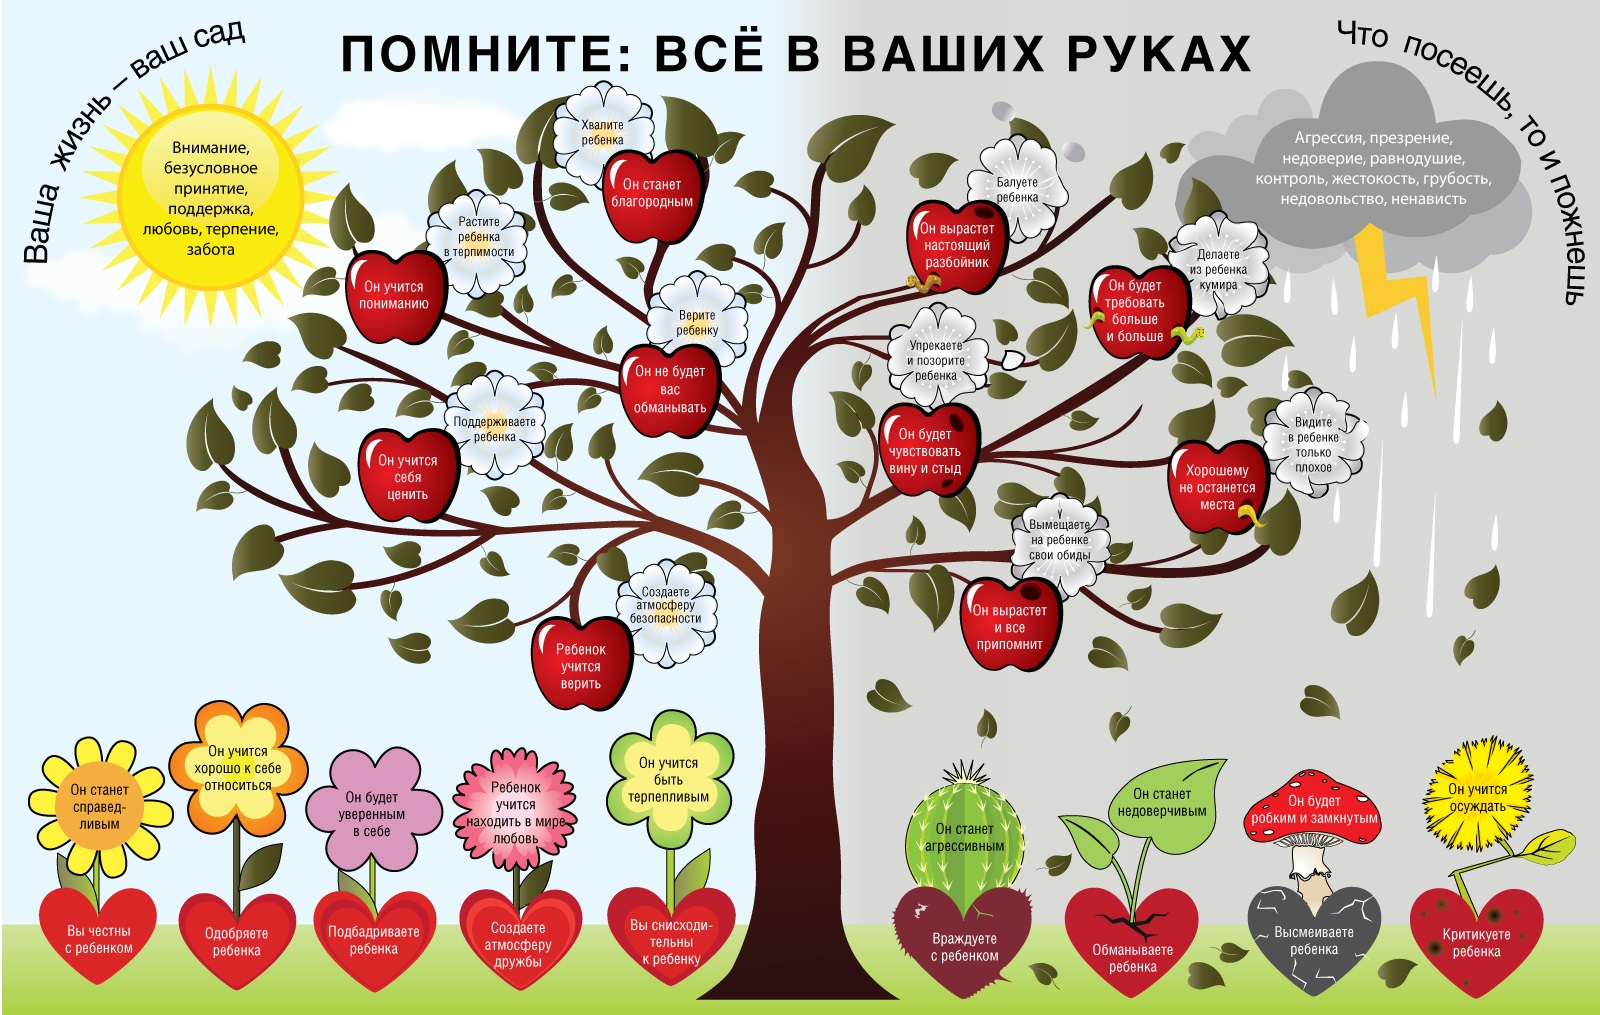 ПОМНИТЕ: ВСЁ В ВАШИХ РУКАХ
Ваша жизнь – ваш сад
Что посеешь, то и пожнешь
Внимание,
безусловное
принятие,
поддержка,
любовь, терпение,
забота
Агрессия, презрение,
недоверие, равнодушие,
контроль, жестокость, грубость,
недовольство, ненависть
Хвалите
ребенка
Он станет
благородным
Растите
ребенка
в терпимости
Он учится
пониманию
Верите
ребенку
Он не будет
вас
обманывать
Поддерживаете
ребенка
Он учится
себя
ценить
Создаете
атмосферу
безопасности
Ребенок
учится
верить
Балуете
ребенка
Он вырастет
настоящий
разбойник
Делаете
из ребенка
кумира
Он будет
требовать
больше
и больше
Упрекаете
и позорите
ребенка
Он будет
чувствовать
вину и стыд
Видите
в ребенке
только
плохое
Хорошему
не останется
места
Вымещаете
на ребенке
свои обиды
Он вырастет
и все
припомнит
Он станет
справед-
ливым
Вы честны
с ребенком
Он учится
хорошо к себе
относиться
Одобряете
ребенка
Он будет
уверенным
в себе
Подбадриваете
ребенка
Ребенок
учится
находить в мире
любовь
Создаете
атмосферу
дружбы
Он учится
быть
терпепливым
Вы снисходи-
тельны
к ребенку
Он станет
агрессивным
Враждуете
с ребенком
Он станет
недоверчивым
Обманываете
ребенка
Он будет
робким и замкнутым
Высмеиваете
ребенка
Он учится
осуждать
Критикуете
ребенка